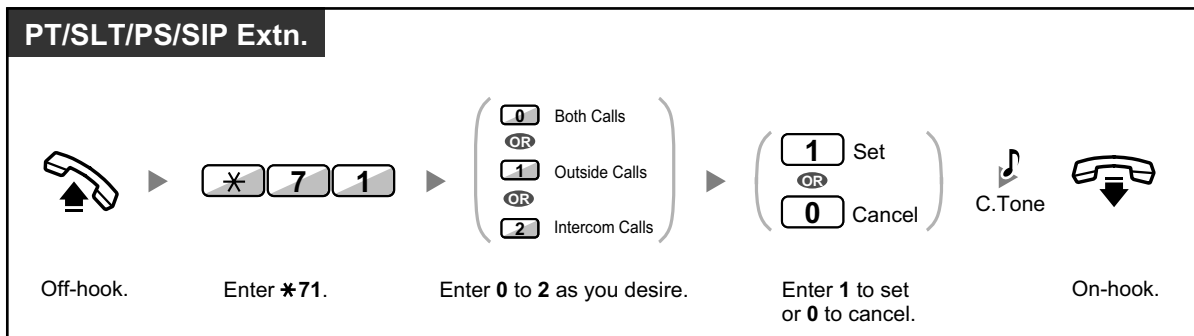 PT/SLT/PS/SIP Extn.
0 Both Calls
OR
1 Outside Calls
OR
2 Intercom Calls
✳ 7 1
1 Set
OR
0 Cancel
C.Tone
Off-hook.
Enter ✳71.
Enter 0 to 2 as you desire.
Enter 1 to set
or 0 to cancel.
On-hook.